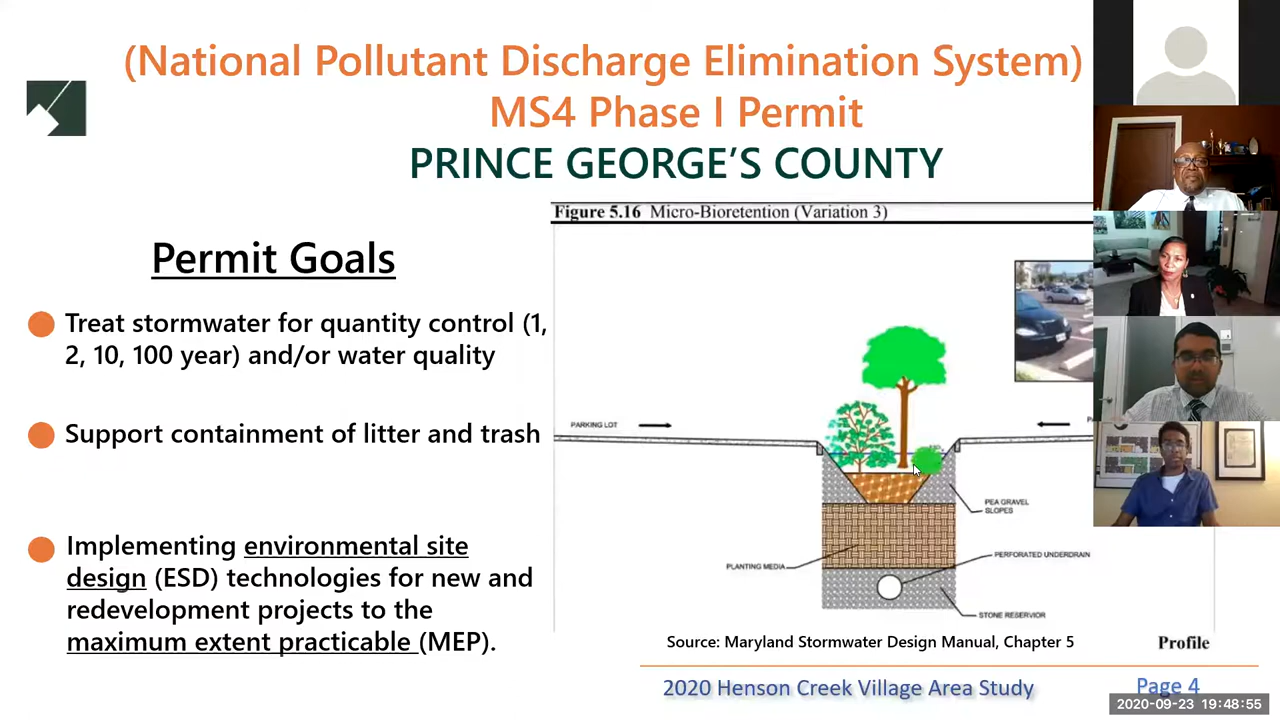 (National Pollutant Discharge Elimination System)
MS4 Phase I Permit
PRINCE GEORGE’S COUNTY
Permit Goals
Treat stormwater for quantity control (1,
2, 10, 100 year) and/or water quality
Support containment of litter and trash
Implementing environmental site
design (ESD) technologies for new and
redevelopment projects to the
maximum extent practicable (MEP).
Figure 5.16 Micro-Bioretention (Variation 3)
PARKING LOT
PEA GRAVEL
SLOPES
PERFORATED UNDERDRAIN
PLANTING MEDIA
STONE RESERVIOR
Source: Maryland Stormwater Design Manual, Chapter 5
Profile
2020 Henson Creek Village Area Study
Page 4
2020-09-23 19:48:55